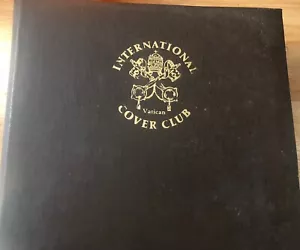 INTERNATIONAL
Vatican
COVER CLUB